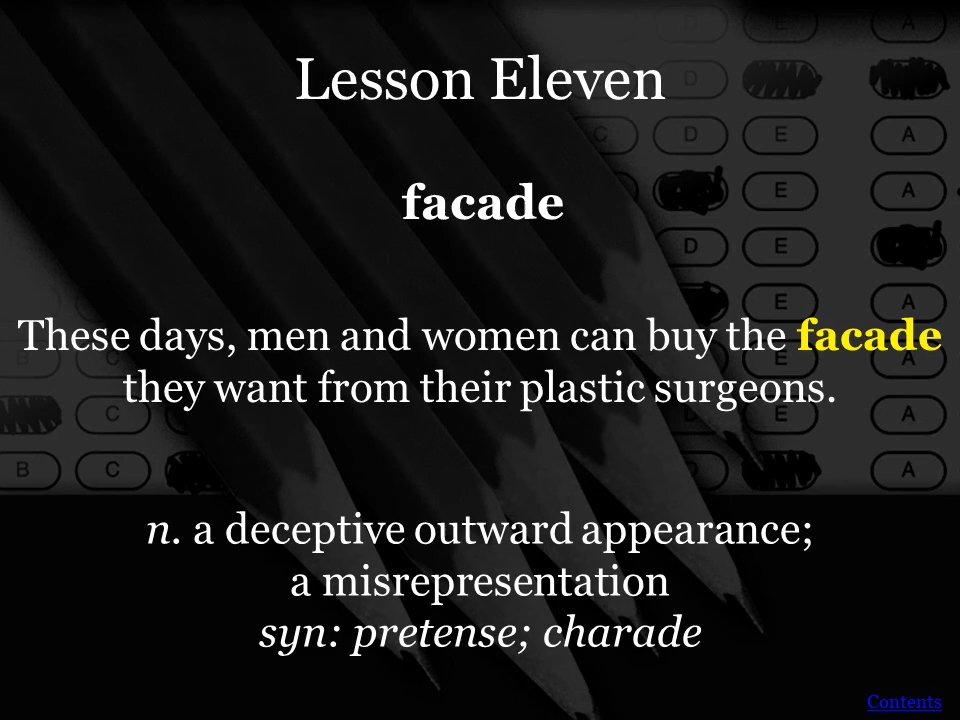 Lesson Eleven
facade
These days, men and women can buy the facade
they want from their plastic surgeons.
n. a deceptive outward appearance;
a misrepresentation
syn: pretense; charade
Contents